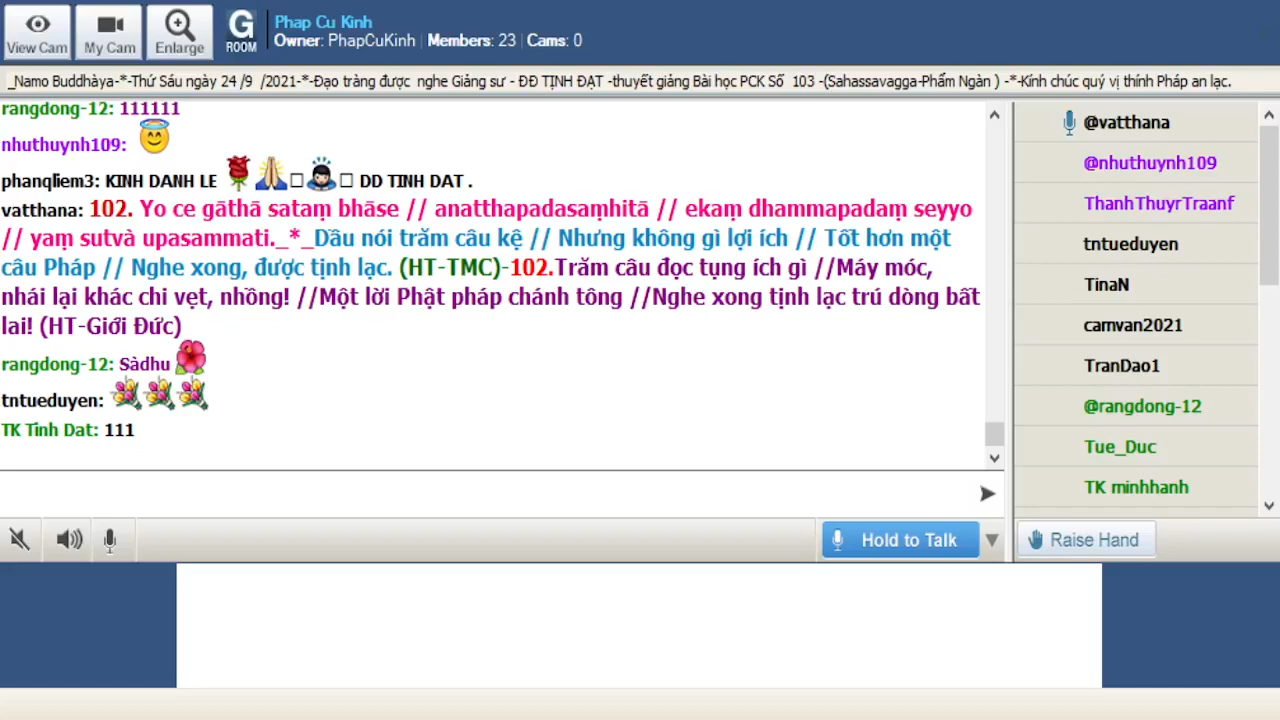 View Cam
My Cam
Enlarge
G
ROOM
Phap Cu Kinh
Owner: PhapCuKinh | Members: 23 | Cams: 0
_Namo Buddhàya-*-Thứ Sáu ngày 24 /9 /2021-*-Đạo tràng được nghe Giảng sư - ĐĐ TỊNH ĐẠT -thuyết giảng Bài học PCK Số 103 -(Sahassavagga-Phẩm Ngàn ) -*-Kính chúc quý vị thính Pháp an lạc.
rangdong-12: 111111
nhuthuynh109:
phanqliem3: KINH DANH LE DD TINH DAT .
vatthana: 102. Yo ce gāthā sataṃ bhāse // anatthapadasaṃhitā // ekaṃ dhammapadaṃ seyyo
// yaṃ sutvà upasammati._*_Dầu nói trăm câu kệ // Nhưng không gì lợi ích // Tốt hơn một
câu Pháp // Nghe xong, được tịnh lạc. (HT-TMC)-102.Trăm câu đọc tụng ích gì //Máy móc,
nhái lại khác chi vẹt, nhồng! //Một lời Phật pháp chánh tông //Nghe xong tịnh lạc trú dòng bất
lai! (HT-Giới Đức)
rangdong-12: Sàdhu
tntueduyen:
TK Tinh Dat: 111
@vatthana
@nhuthuynh109
ThanhThuyrTraanf
tntueduyen
TinaN
camvan2021
TranDao1
@rangdong-12
Tue_Duc
TK minhhanh
Hold to Talk
Raise Hand